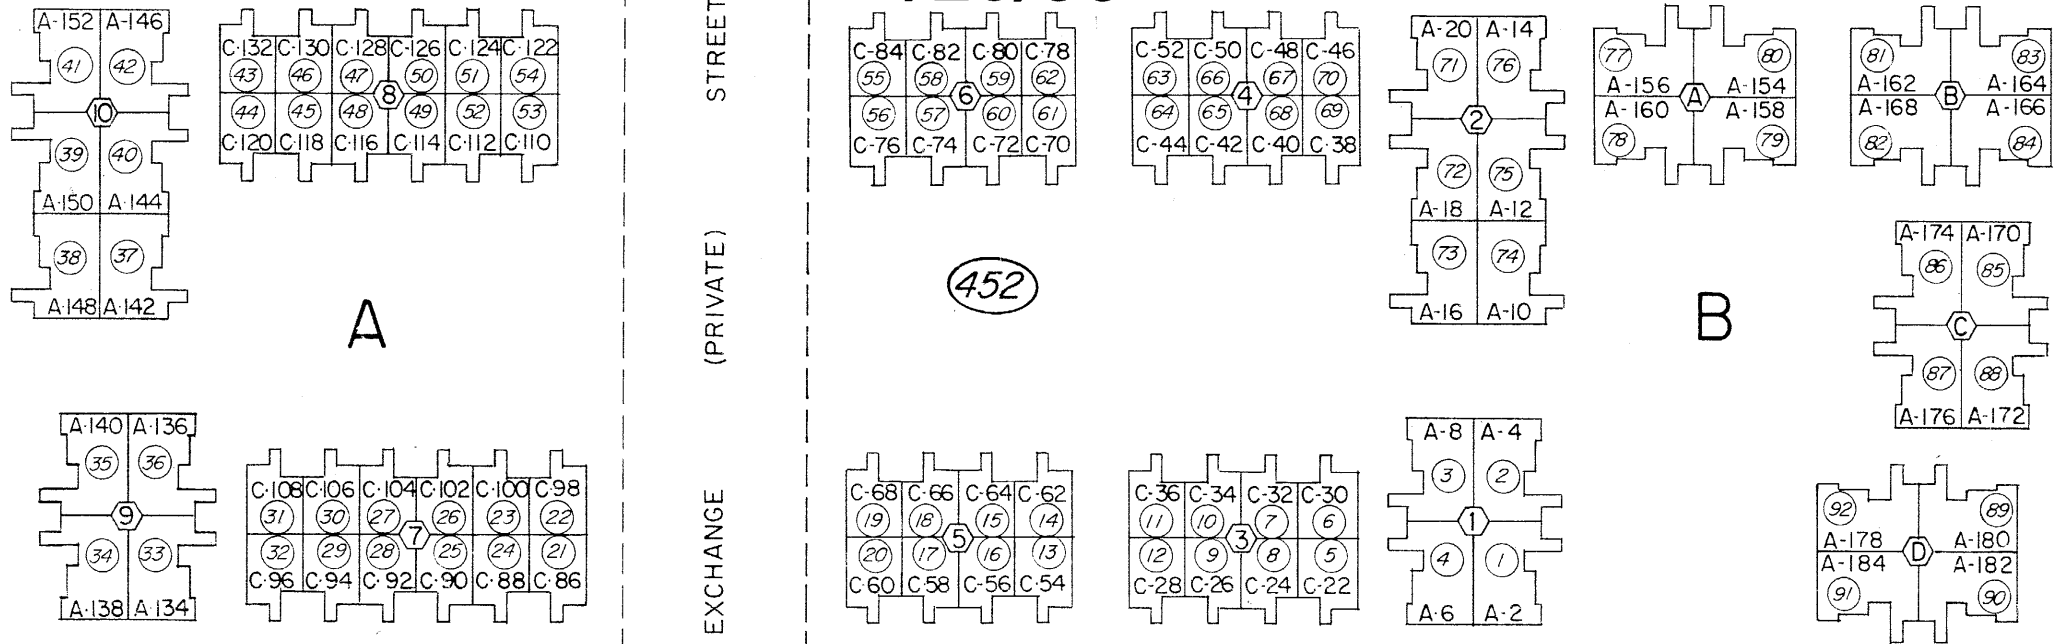 A-152 A-146
41 42
10
39 40
A-150 A-144
38 37
A-148 A-142
C-132 C-130 C-128 C-126 C-124 C-122
43 46 47 50 51 54
8
44 45 48 49 52 53
C-120 C-118 C-116 C-114 C-112 C-110
A
A-140 A-136
35 36
9
34 33
A-138 A-134
C-108 C-106 C-104 C-102 C-100 C-98
31 30 27 26 23 22
7
32 29 28 25 24 21
C-96 C-94 C-92 C-90 C-88 C-86
EXCHANGE (PRIVATE) STREET
C-84 C-82 C-80 C-78
55 58 59 62
6
56 57 60 61
C-76 C-74 C-72 C-70
C-52 C-50 C-48 C-46
63 66 67 70
4
64 65 68 69
C-44 C-42 C-40 C-38
452
C-68 C-66 C-64 C-62
19 18 15 14
5
20 17 16 13
C-60 C-58 C-56 C-54
C-36 C-34 C-32 C-30
11 10 7 6
3
12 9 8 5
C-28 C-26 C-24 C-22
A-20 A-14
71 76
2
72 75
A-18 A-12
73 74
A-16 A-10
A-8 A-4
3 2
1
4 1
A-6 A-2
B
77 80
A-156 A-154
A
A-160 A-158
78 79
81 83
A-162 A-164
B
A-168 A-166
82 84
A-174 A-170
86 85
C
87 88
A-176 A-172
92 89
A-178 A-180
D
A-184 A-182
91 90